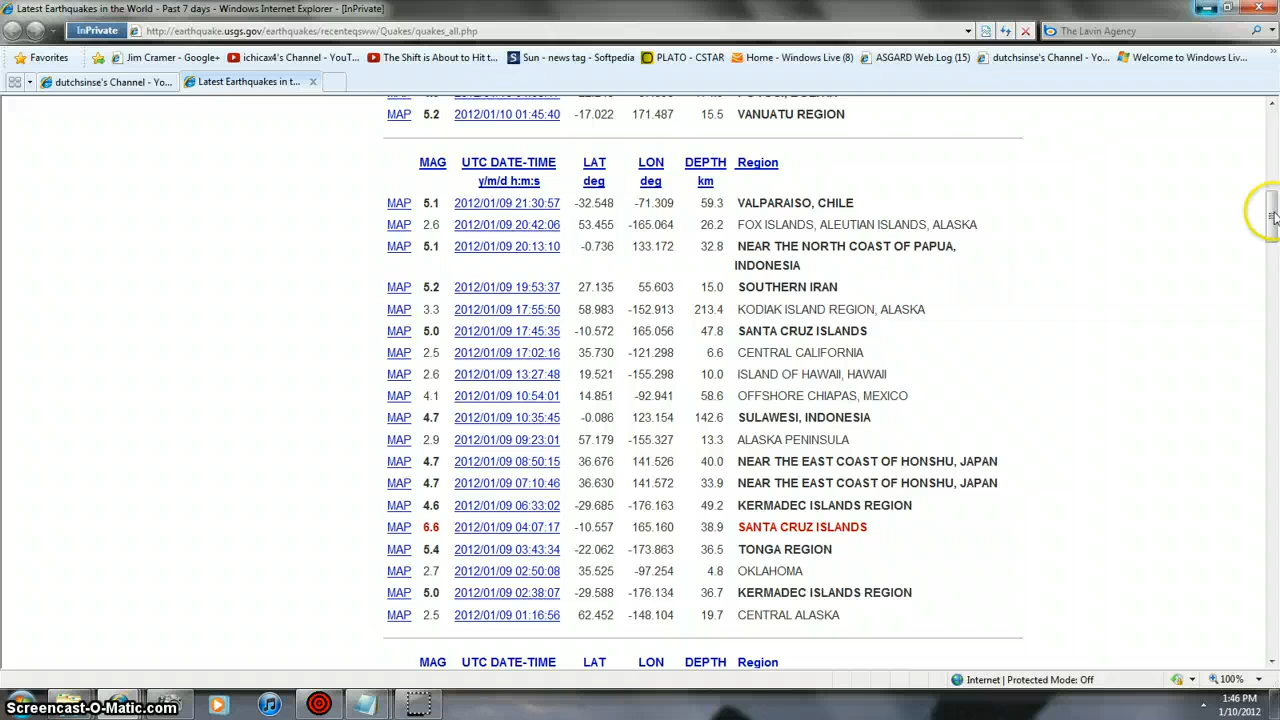 Latest Earthquakes in the World - Past 7 days - Windows Internet Explorer - [InPrivate]
InPrivate http://earthquake.usgs.gov/earthquakes/recenteqsww/Quakes/quakes_all.php The Lavin Agency
Favorites Jim Cramer - Google+ ichicax4's Channel - YouT... The Shift is About to Hit t... Sun - news tag - Softpedia PLATO - CSTAR Home - Windows Live (8) ASGARD Web Log (15) dutchsinse's Channel - Yo... Welcome to Windows Live...
dutchsinse's Channel - Yo... Latest Earthquakes in t...
MAP 5.2 2012/01/10 01:45:40 -17.022 171.487 15.5 VANUATU REGION
MAG UTC DATE-TIME LAT LON DEPTH Region
y/m/d h:m:s deg deg km
MAP 5.1 2012/01/09 21:30:57 -32.548 -71.309 59.3 VALPARAISO, CHILE
MAP 2.6 2012/01/09 20:42:06 53.455 -165.064 26.2 FOX ISLANDS, ALEUTIAN ISLANDS, ALASKA
MAP 5.1 2012/01/09 20:13:10 -0.736 133.172 32.8 NEAR THE NORTH COAST OF PAPUA,
INDONESIA
MAP 5.2 2012/01/09 19:53:37 27.135 55.603 15.0 SOUTHERN IRAN
MAP 3.3 2012/01/09 17:55:50 58.983 -152.913 213.4 KODIAK ISLAND REGION, ALASKA
MAP 5.0 2012/01/09 17:45:35 -10.572 165.056 47.8 SANTA CRUZ ISLANDS
MAP 2.5 2012/01/09 17:02:16 35.730 -121.298 6.6 CENTRAL CALIFORNIA
MAP 2.6 2012/01/09 13:27:48 19.521 -155.298 10.0 ISLAND OF HAWAII, HAWAII
MAP 4.1 2012/01/09 10:54:01 14.851 -92.941 58.6 OFFSHORE CHIAPAS, MEXICO
MAP 4.7 2012/01/09 10:35:45 -0.086 123.154 142.6 SULAWESI, INDONESIA
MAP 2.9 2012/01/09 09:23:01 57.179 -155.327 13.3 ALASKA PENINSULA
MAP 4.7 2012/01/09 08:50:15 36.676 141.526 40.0 NEAR THE EAST COAST OF HONSHU, JAPAN
MAP 4.7 2012/01/09 07:10:46 36.630 141.572 33.9 NEAR THE EAST COAST OF HONSHU, JAPAN
MAP 4.6 2012/01/09 06:33:02 -29.685 -176.163 49.2 KERMADEC ISLANDS REGION
MAP 6.6 2012/01/09 04:07:17 -10.557 165.160 38.9 SANTA CRUZ ISLANDS
MAP 5.4 2012/01/09 03:43:34 -22.062 -173.863 36.5 TONGA REGION
MAP 2.7 2012/01/09 02:50:08 35.525 -97.254 4.8 OKLAHOMA
MAP 5.0 2012/01/09 02:38:07 -29.588 -176.134 36.7 KERMADEC ISLANDS REGION
MAP 2.5 2012/01/09 01:16:56 62.452 -148.104 19.7 CENTRAL ALASKA
MAG UTC DATE-TIME LAT LON DEPTH Region
Internet | Protected Mode: Off 100%
Screencast-O-Matic.com
1:46 PM
1/10/2012